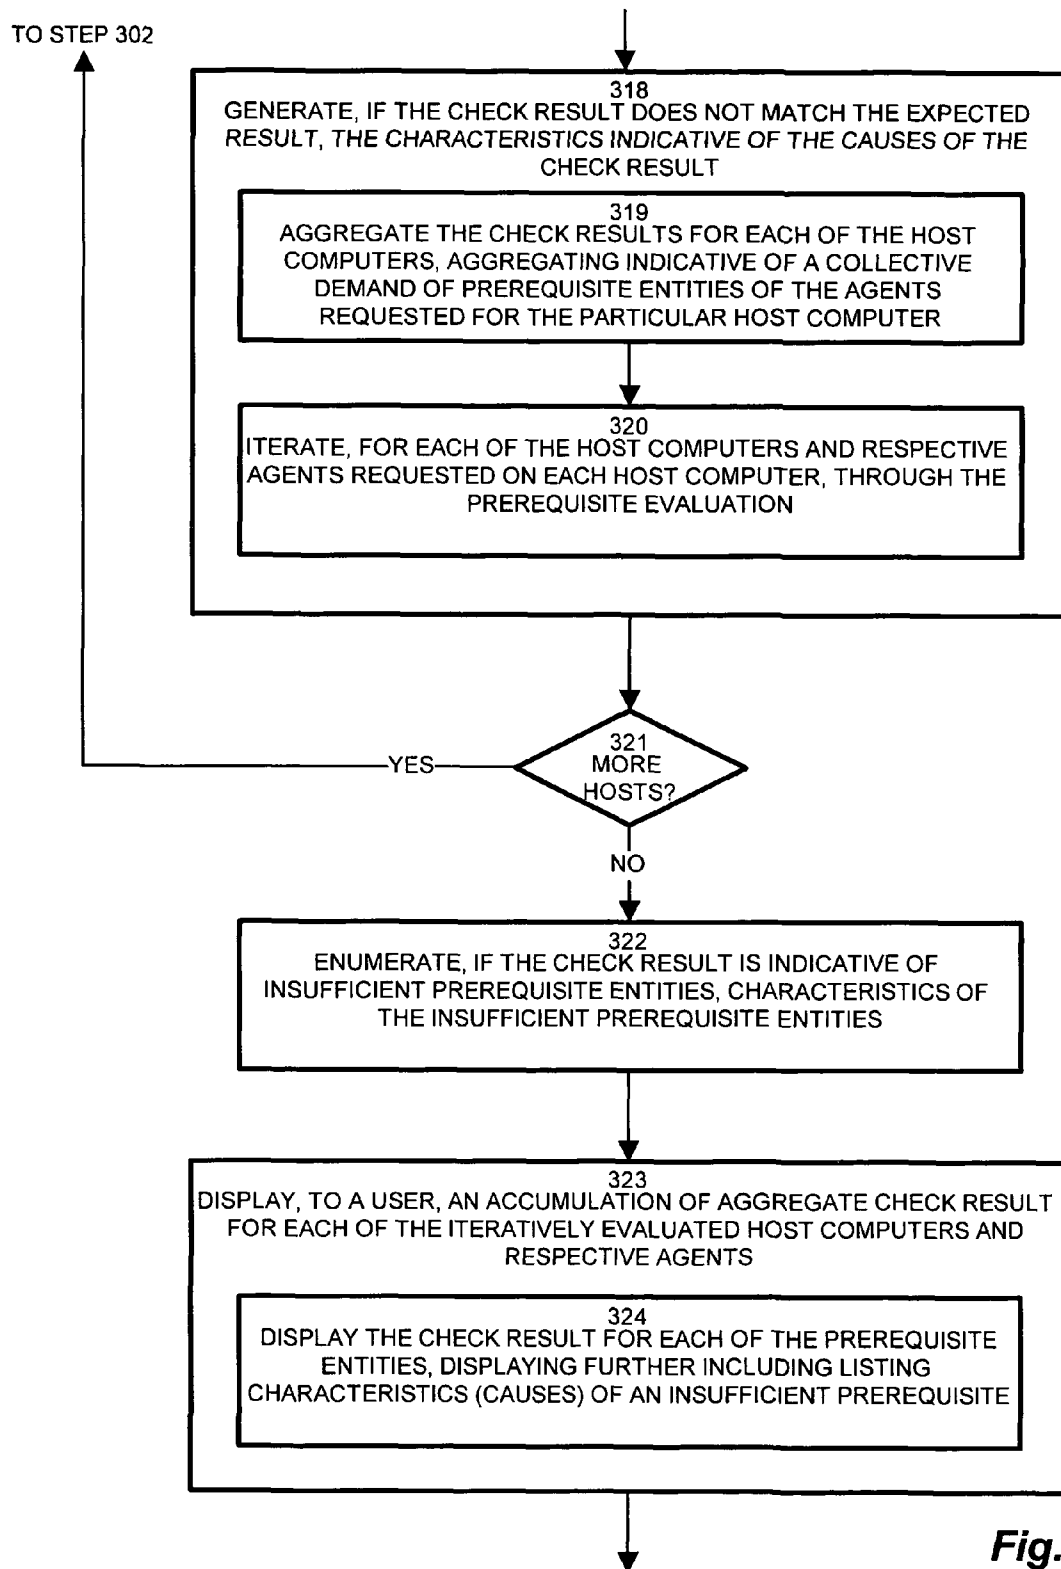 TO STEP 302
318
GENERATE, IF THE CHECK RESULT DOES NOT MATCH THE EXPECTED
RESULT, THE CHARACTERISTICS INDICATIVE OF THE CAUSES OF THE
CHECK RESULT
319
AGGREGATE THE CHECK RESULTS FOR EACH OF THE HOST
COMPUTERS, AGGREGATING INDICATIVE OF A COLLECTIVE
DEMAND OF PREREQUISITE ENTITIES OF THE AGENTS
REQUESTED FOR THE PARTICULAR HOST COMPUTER
320
ITERATE, FOR EACH OF THE HOST COMPUTERS AND RESPECTIVE
AGENTS REQUESTED ON EACH HOST COMPUTER, THROUGH THE
PREREQUISITE EVALUATION
321
MORE
HOSTS?
YES
NO
322
ENUMERATE, IF THE CHECK RESULT IS INDICATIVE OF
INSUFFICIENT PREREQUISITE ENTITIES, CHARACTERISTICS OF
THE INSUFFICIENT PREREQUISITE ENTITIES
323
DISPLAY, TO A USER, AN ACCUMULATION OF AGGREGATE CHECK RESULT
FOR EACH OF THE ITERATIVELY EVALUATED HOST COMPUTERS AND
RESPECTIVE AGENTS
324
DISPLAY THE CHECK RESULT FOR EACH OF THE PREREQUISITE
ENTITIES, DISPLAYING FURTHER INCLUDING LISTING
CHARACTERISTICS (CAUSES) OF AN INSUFFICIENT PREREQUISITE
Fig.